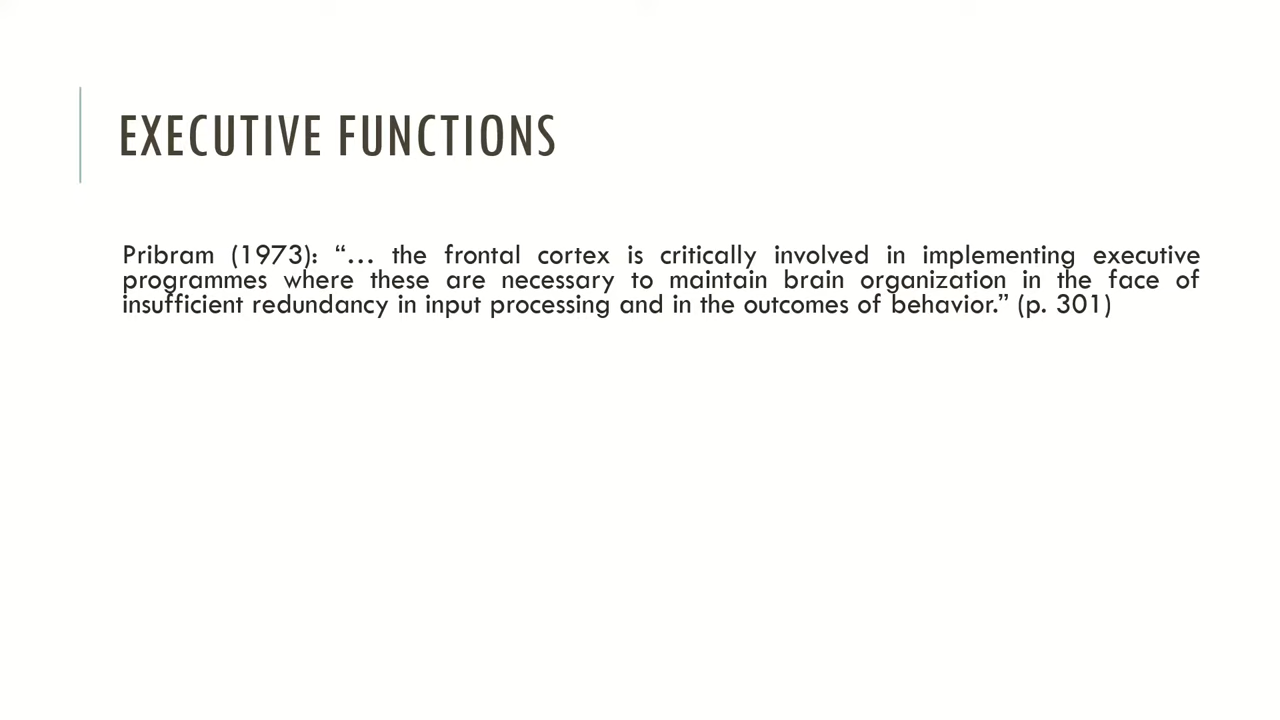 EXECUTIVE FUNCTIONS
Pribram (1973): “… the frontal cortex is critically involved in implementing executive
programmes where these are necessary to maintain brain organization in the face of
insufficient redundancy in input processing and in the outcomes of behavior.” (p. 301)